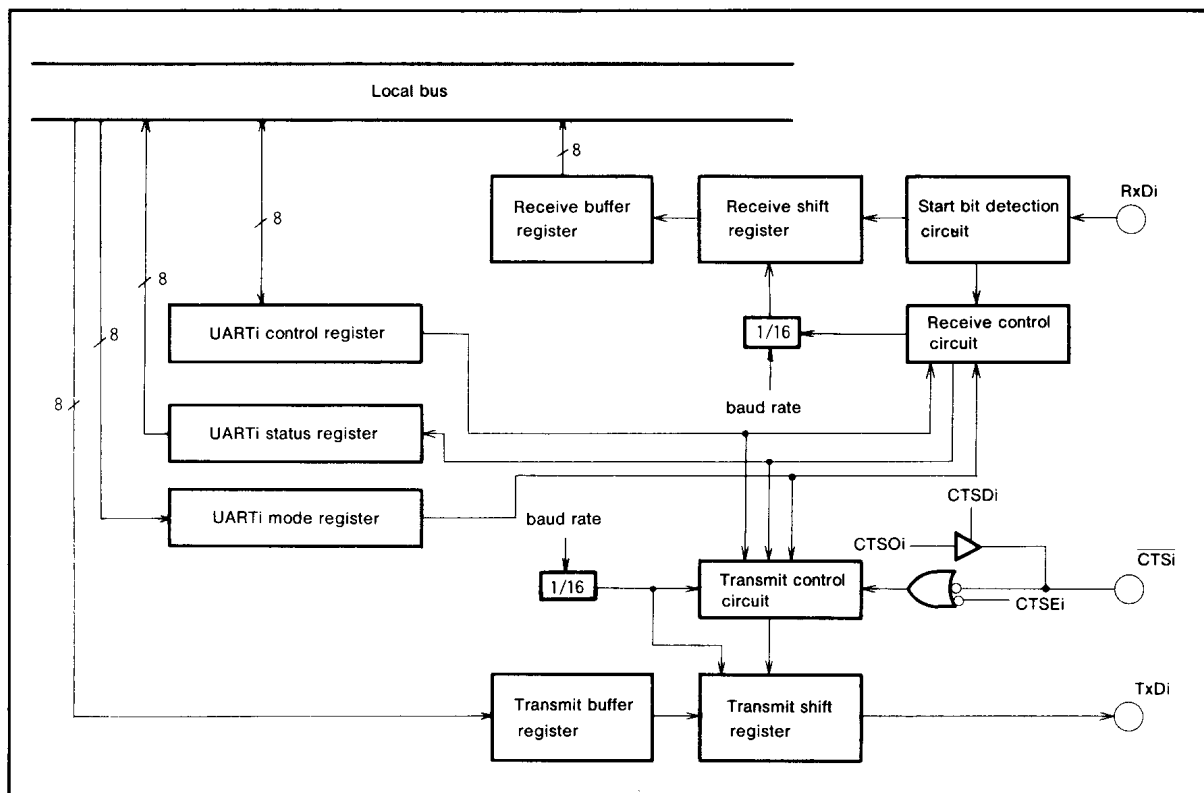 Local bus
8
Receive buffer
register
Receive shift
register
Start bit detection
circuit
RxDi
8
8
8
8
UARTi control register
1/16
Receive control
circuit
baud rate
UARTi status register
UARTi mode register
baud rate
CTSDi
CTSOi
CTSi
1/16
Transmit control
circuit
CTSEi
Transmit buffer
register
Transmit shift
register
TxDi